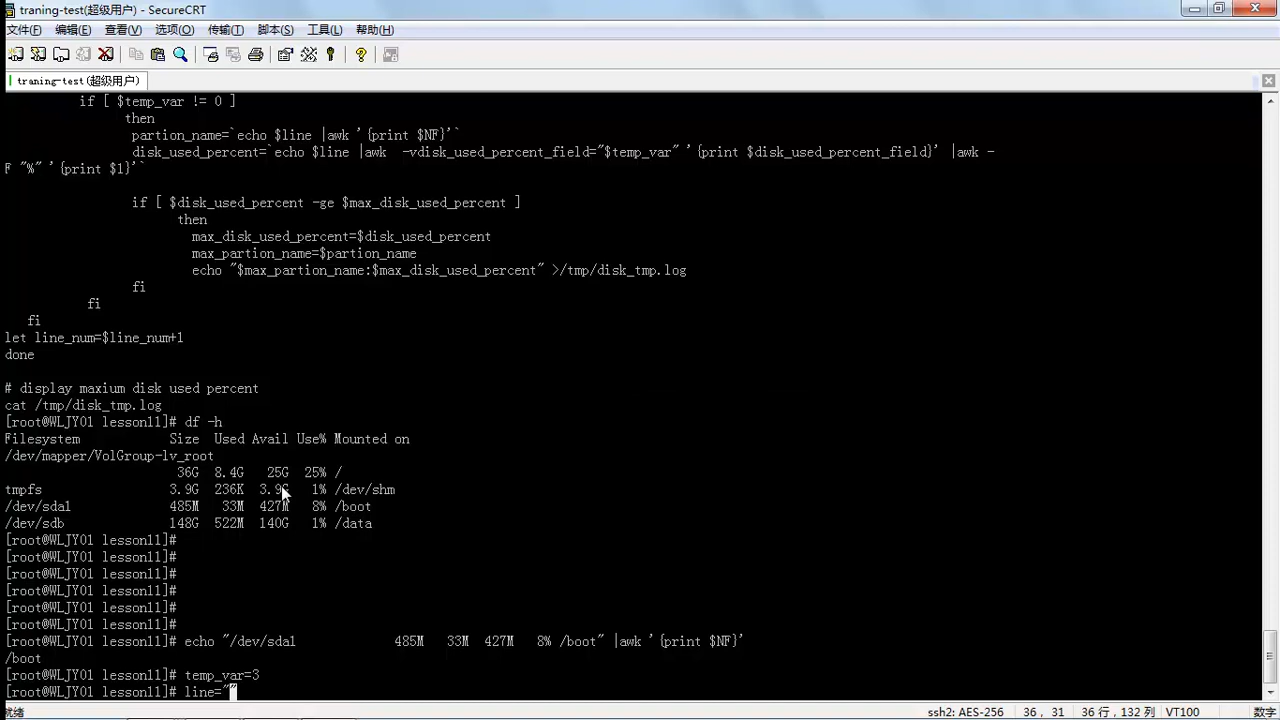 traning-test(超级用户) - SecureCRT
文件(F) 编辑(E) 查看(V) 选项(O) 传输(T) 脚本(S) 工具(L) 帮助(H)
traning-test(超级用户)
if [ $temp_var != 0 ]
then
partion_name=`echo $line |awk '{print $NF}'`
disk_used_percent=`echo $line |awk  -vdisk_used_percent_field="$temp_var" '{print $disk_used_percent_field}' |awk -
F "%" '{print $1}'`
if [ $disk_used_percent -ge $max_disk_used_percent ]
then
max_disk_used_percent=$disk_used_percent
max_partion_name=$partion_name
echo "$max_partion_name:$max_disk_used_percent" >/tmp/disk_tmp.log
fi
fi
fi
let line_num=$line_num+1
done
# display maxium disk used percent
cat /tmp/disk_tmp.log
[root@WLJY01 lesson11]# df -h
Filesystem            Size  Used Avail Use% Mounted on
/dev/mapper/VolGroup-lv_root
36G  8.4G   25G  25% /
tmpfs                 3.9G  236K  3.9G   1% /dev/shm
/dev/sda1             485M   33M  427M   8% /boot
/dev/sdb              148G  522M  140G   1% /data
[root@WLJY01 lesson11]#
[root@WLJY01 lesson11]#
[root@WLJY01 lesson11]#
[root@WLJY01 lesson11]#
[root@WLJY01 lesson11]#
[root@WLJY01 lesson11]#
[root@WLJY01 lesson11]# echo "/dev/sda1             485M   33M  427M   8% /boot" |awk '{print $NF}'
/boot
[root@WLJY01 lesson11]# temp_var=3
[root@WLJY01 lesson11]# line=""
就绪 ssh2: AES-256 36, 31 36 行, 132 列 VT100 数字